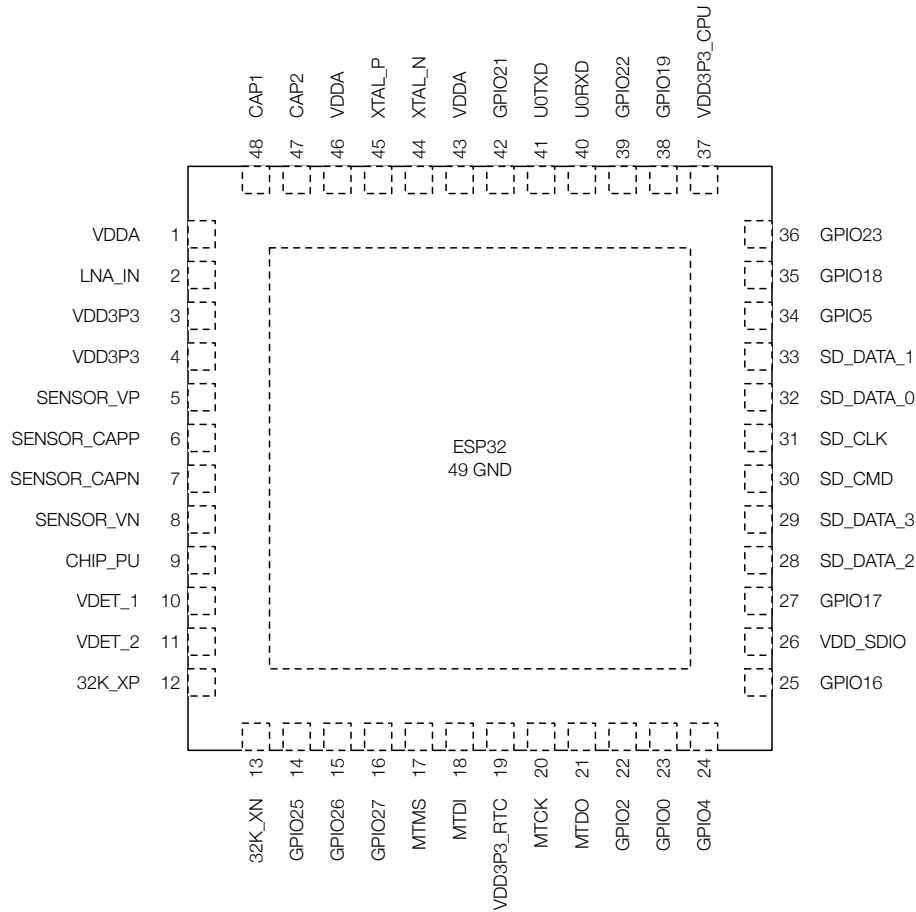 CAP1
CAP2
VDDA
XTAL_P
XTAL_N
VDDA
GPIO21
U0TXD
U0RXD
GPIO22
GPIO19
VDD3P3_CPU
48
47
46
45
44
43
42
41
40
39
38
37
VDDA 1
LNA_IN 2
VDD3P3 3
VDD3P3 4
SENSOR_VP 5
SENSOR_CAPP 6
SENSOR_CAPN 7
SENSOR_VN 8
CHIP_PU 9
VDET_1 10
VDET_2 11
32K_XP 12
ESP32
49 GND
36 GPIO23
35 GPIO18
34 GPIO5
33 SD_DATA_1
32 SD_DATA_0
31 SD_CLK
30 SD_CMD
29 SD_DATA_3
28 SD_DATA_2
27 GPIO17
26 VDD_SDIO
25 GPIO16
13
14
15
16
17
18
19
20
21
22
23
24
32K_XN
GPIO25
GPIO26
GPIO27
MTMS
MTDI
VDD3P3_RTC
MTCK
MTDO
GPIO2
GPIO0
GPIO4